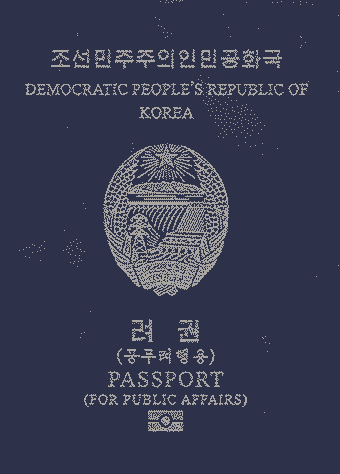 조선민주주의인민공화국
DEMOCRATIC PEOPLE'S REPUBLIC OF
KOREA
려 권
(공무려행용)
PASSPORT
(FOR PUBLIC AFFAIRS)